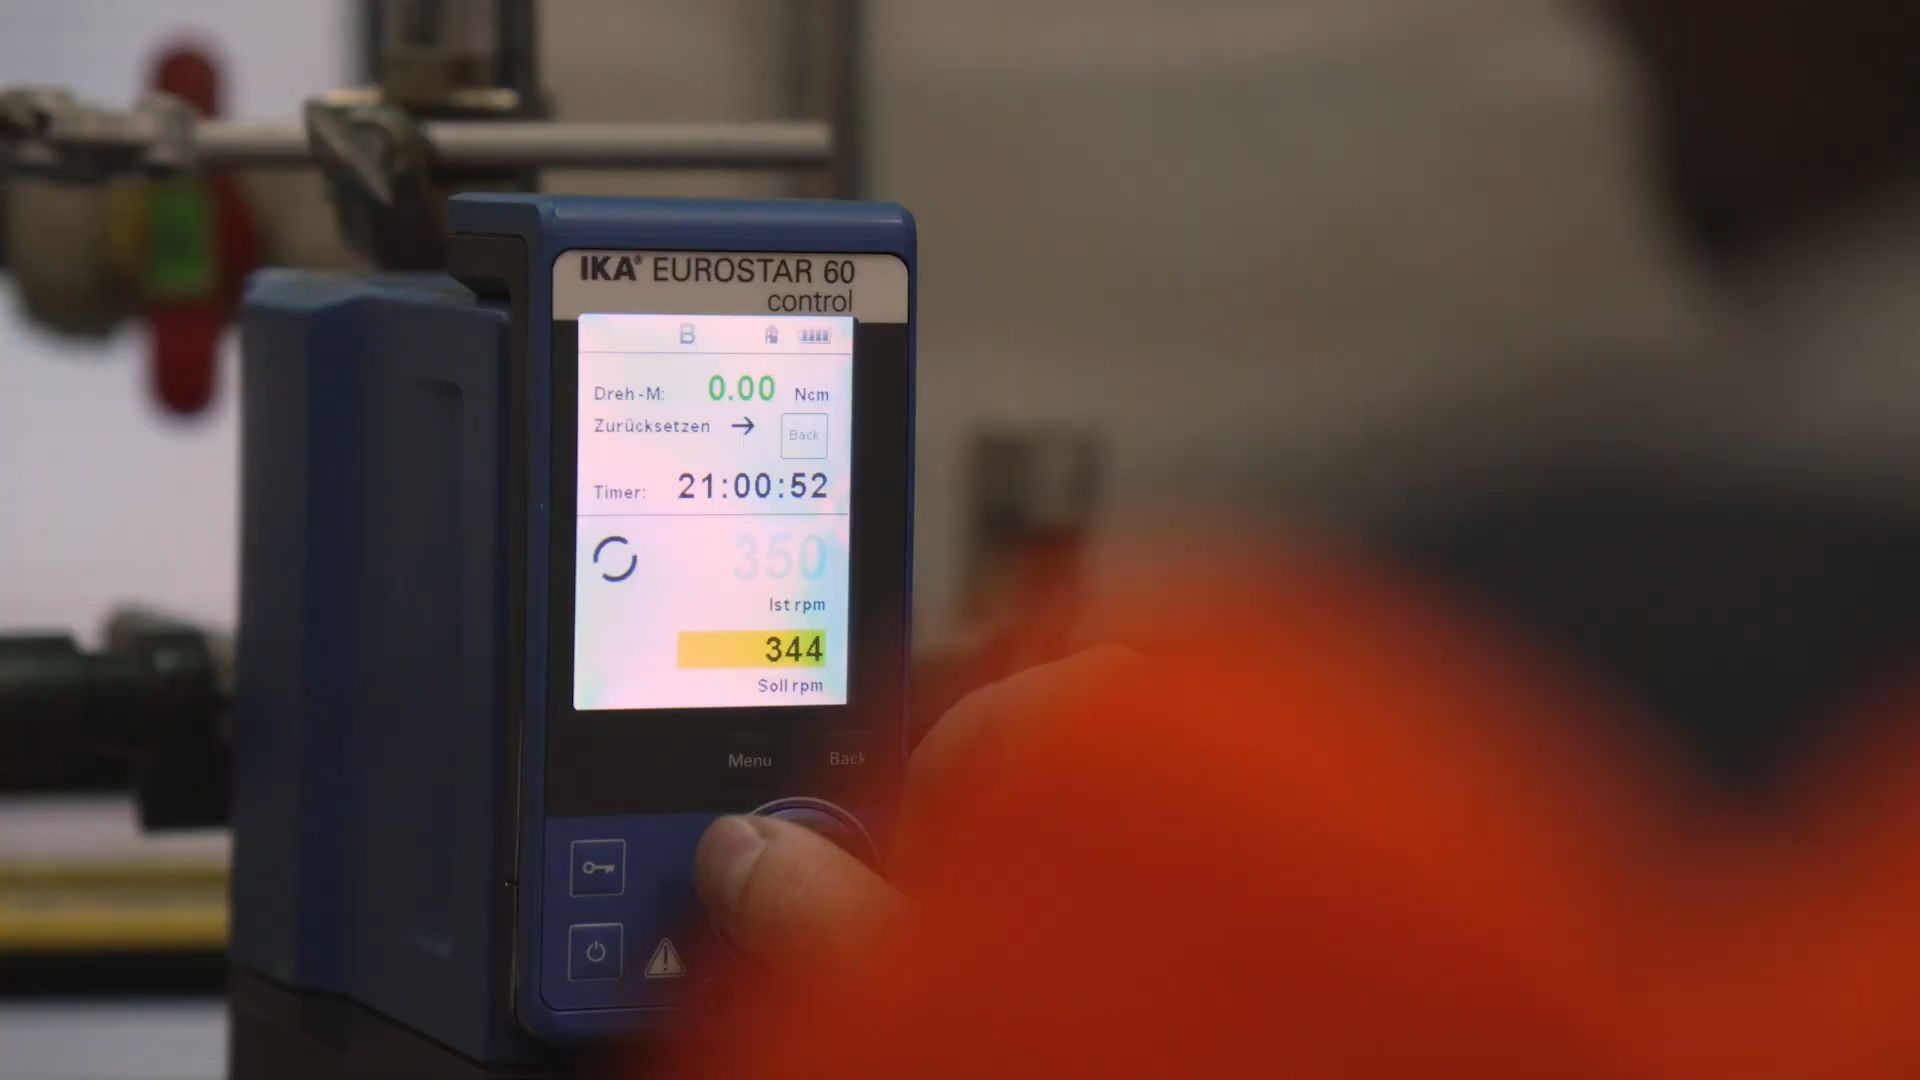 IKA® EUROSTAR 60
control
B
Dreh-M: 0.00 Ncm
Zurücksetzen → Back
Timer: 21:00:52
350
Ist rpm
344
Soll rpm
Menu Back